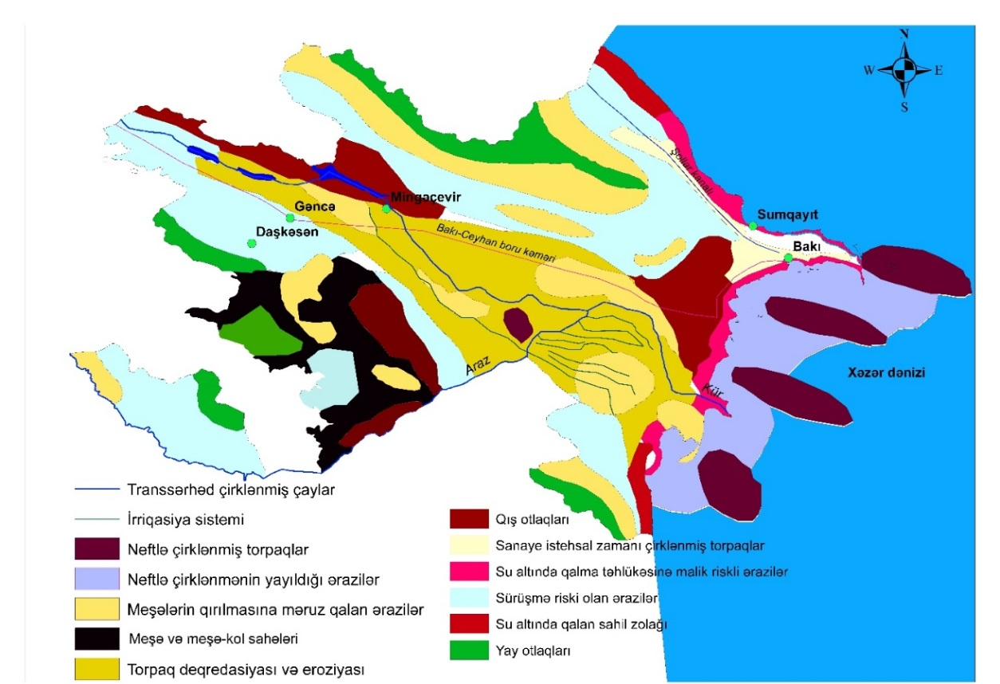 N
W E
S
Şollar kanalı
Mingəçevir
Gəncə
Sumqayıt
Daşkəsən
Bakı-Ceyhan boru kəməri
Bakı
Araz
Xəzər dənizi
Kür
Transsərhəd çirklənmiş çaylar
İrriqasiya sistemi
Neftlə çirklənmiş torpaqlar
Neftlə çirklənmənin yayıldığı ərazilər
Meşələrin qırılmasına məruz qalan ərazilər
Meşə və meşə-kol sahələri
Torpaq deqredasiyası və eroziyası
Qış otlaqları
Sənaye istehsal zamanı çirklənmiş torpaqlar
Su altında qalma təhlükəsinə malik riskli ərazilər
Sürüşmə riski olan ərazilər
Su altında qalan sahil zolağı
Yay otlaqları